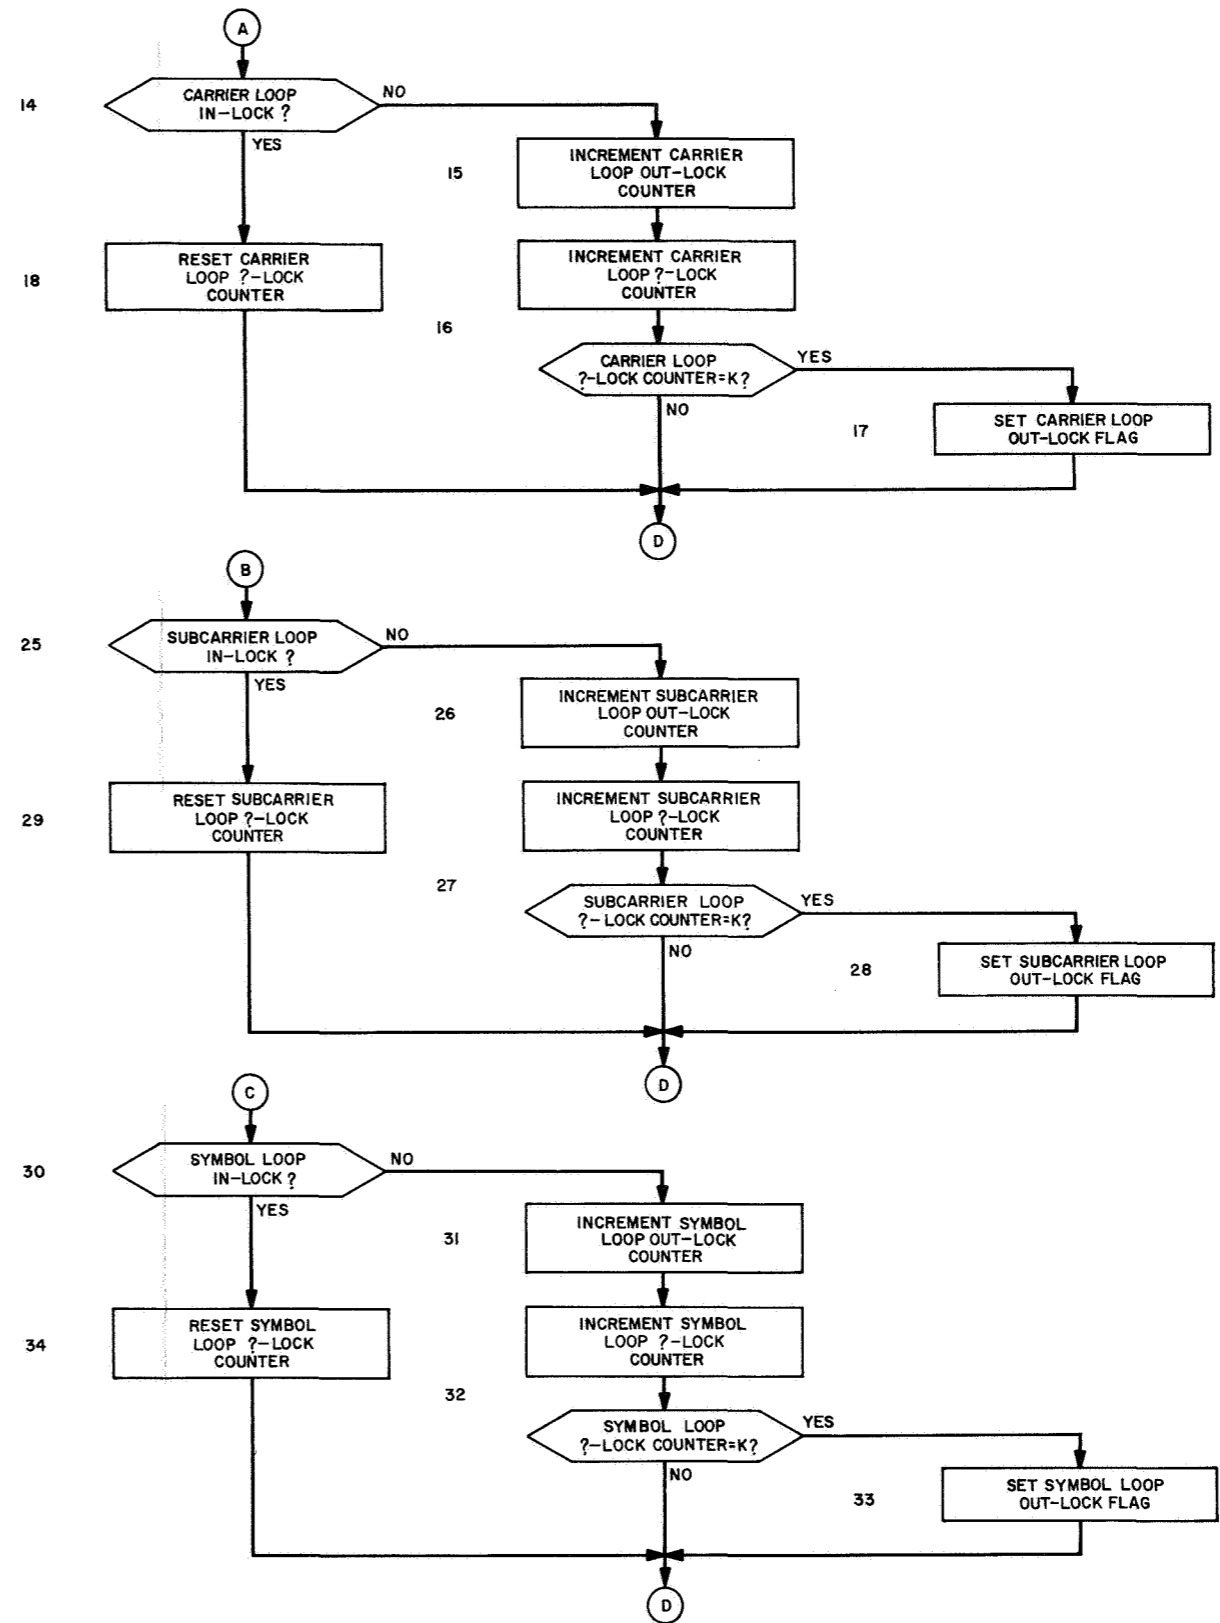 A
14
CARRIER LOOP
IN-LOCK ?
NO
YES
15
INCREMENT CARRIER
LOOP OUT-LOCK
COUNTER
18
RESET CARRIER
LOOP ?-LOCK
COUNTER
INCREMENT CARRIER
LOOP ?-LOCK
COUNTER
16
CARRIER LOOP
?-LOCK COUNTER=K?
YES
NO
17
SET CARRIER LOOP
OUT-LOCK FLAG
D
B
25
SUBCARRIER LOOP
IN-LOCK ?
NO
YES
26
INCREMENT SUBCARRIER
LOOP OUT-LOCK
COUNTER
29
RESET SUBCARRIER
LOOP ?-LOCK
COUNTER
INCREMENT SUBCARRIER
LOOP ?-LOCK
COUNTER
27
SUBCARRIER LOOP
?-LOCK COUNTER=K?
YES
NO
28
SET SUBCARRIER LOOP
OUT-LOCK FLAG
D
C
30
SYMBOL LOOP
IN-LOCK ?
NO
YES
31
INCREMENT SYMBOL
LOOP OUT-LOCK
COUNTER
34
RESET SYMBOL
LOOP ?-LOCK
COUNTER
INCREMENT SYMBOL
LOOP ?-LOCK
COUNTER
32
SYMBOL LOOP
?-LOCK COUNTER=K?
YES
NO
33
SET SYMBOL LOOP
OUT-LOCK FLAG
D